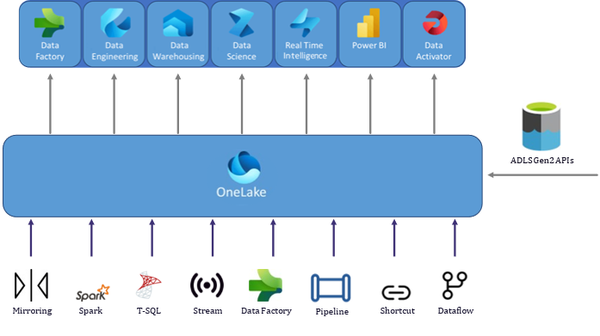 Data
Factory
Data
Engineering
Data
Warehousing
Data
Science
Real Time
Intelligence
Power BI
Data
Activator
ADLSGen2 APIs
OneLake
Mirroring
Spark
Spark
T-SQL
Stream
Data Factory
Pipeline
Shortcut
Dataflow